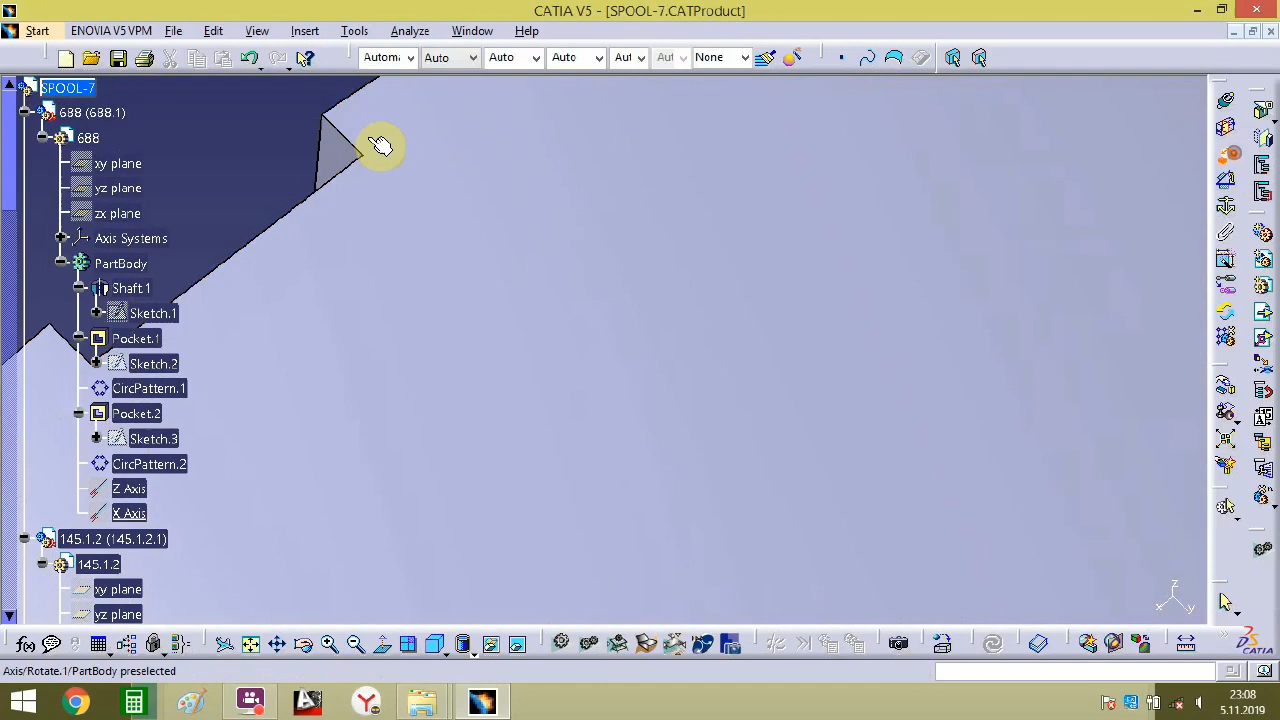 CATIA V5 - [SPOOL-7.CATProduct]
Start ENOVIA V5 VPM File Edit View Insert Tools Analyze Window Help
Automa Auto Auto Auto Aut Aut None
SPOOL-7
688 (688.1)
688
xy plane
yz plane
zx plane
Axis Systems
PartBody
Shaft.1
Sketch.1
Pocket.1
Sketch.2
CircPattern.1
Pocket.2
Sketch.3
CircPattern.2
Z Axis
X Axis
145.1.2 (145.1.2.1)
145.1.2
xy plane
yz plane
z
x y
Axis/Rotate.1/PartBody preselected
CATIA
23:08
5.11.2019